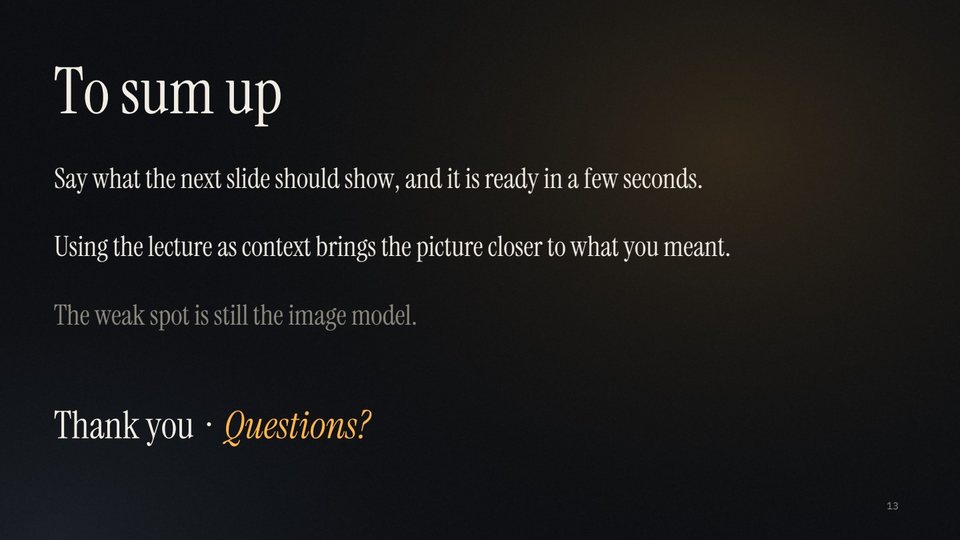 To sum up
Say what the next slide should show, and it is ready in a few seconds.
Using the lecture as context brings the picture closer to what you meant.
The weak spot is still the image model.
Thank you · Questions?
13